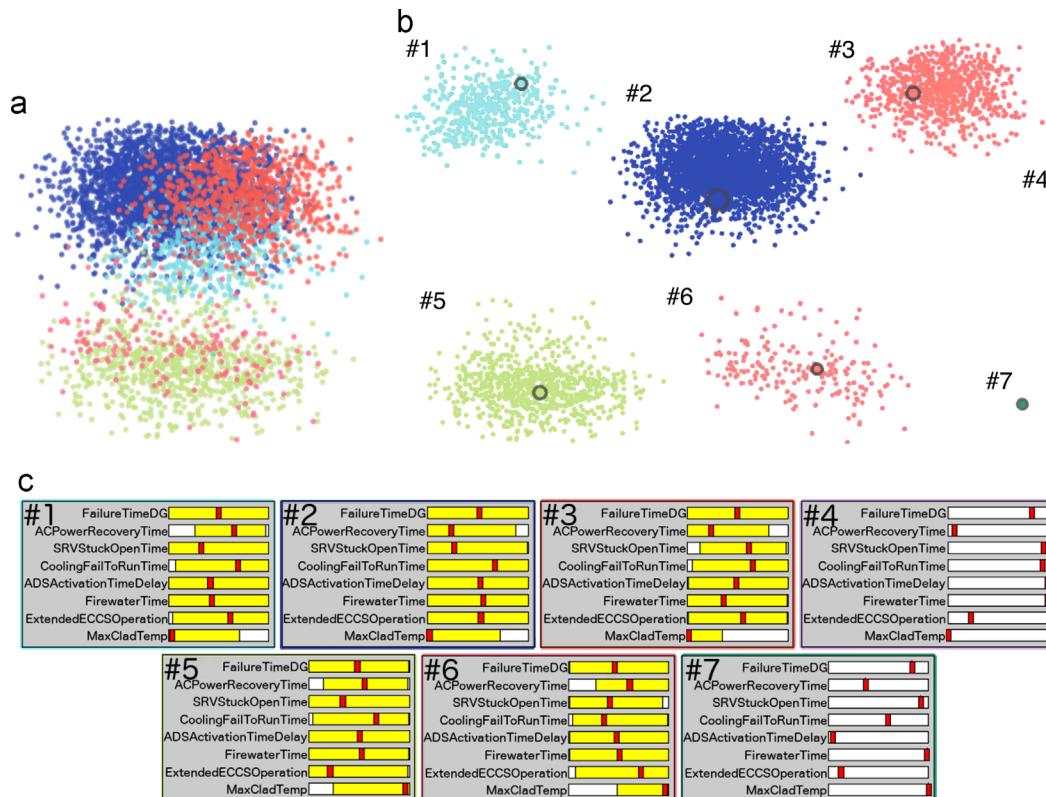 a
b
#1
#2
#3
#4
#5
#6
#7
c
#1
FailureTimeDG
ACPowerRecoveryTime
SRVStuckOpenTime
CoolingFailToRunTime
ADSActivationTimeDelay
FirewaterTime
ExtendedECCSOperation
MaxCladTemp
#2
FailureTimeDG
ACPowerRecoveryTime
SRVStuckOpenTime
CoolingFailToRunTime
ADSActivationTimeDelay
FirewaterTime
ExtendedECCSOperation
MaxCladTemp
#3
FailureTimeDG
ACPowerRecoveryTime
SRVStuckOpenTime
CoolingFailToRunTime
ADSActivationTimeDelay
FirewaterTime
ExtendedECCSOperation
MaxCladTemp
#4
FailureTimeDG
ACPowerRecoveryTime
SRVStuckOpenTime
CoolingFailToRunTime
ADSActivationTimeDelay
FirewaterTime
ExtendedECCSOperation
MaxCladTemp
#5
FailureTimeDG
ACPowerRecoveryTime
SRVStuckOpenTime
CoolingFailToRunTime
ADSActivationTimeDelay
FirewaterTime
ExtendedECCSOperation
MaxCladTemp
#6
FailureTimeDG
ACPowerRecoveryTime
SRVStuckOpenTime
CoolingFailToRunTime
ADSActivationTimeDelay
FirewaterTime
ExtendedECCSOperation
MaxCladTemp
#7
FailureTimeDG
ACPowerRecoveryTime
SRVStuckOpenTime
CoolingFailToRunTime
ADSActivationTimeDelay
FirewaterTime
ExtendedECCSOperation
MaxCladTemp